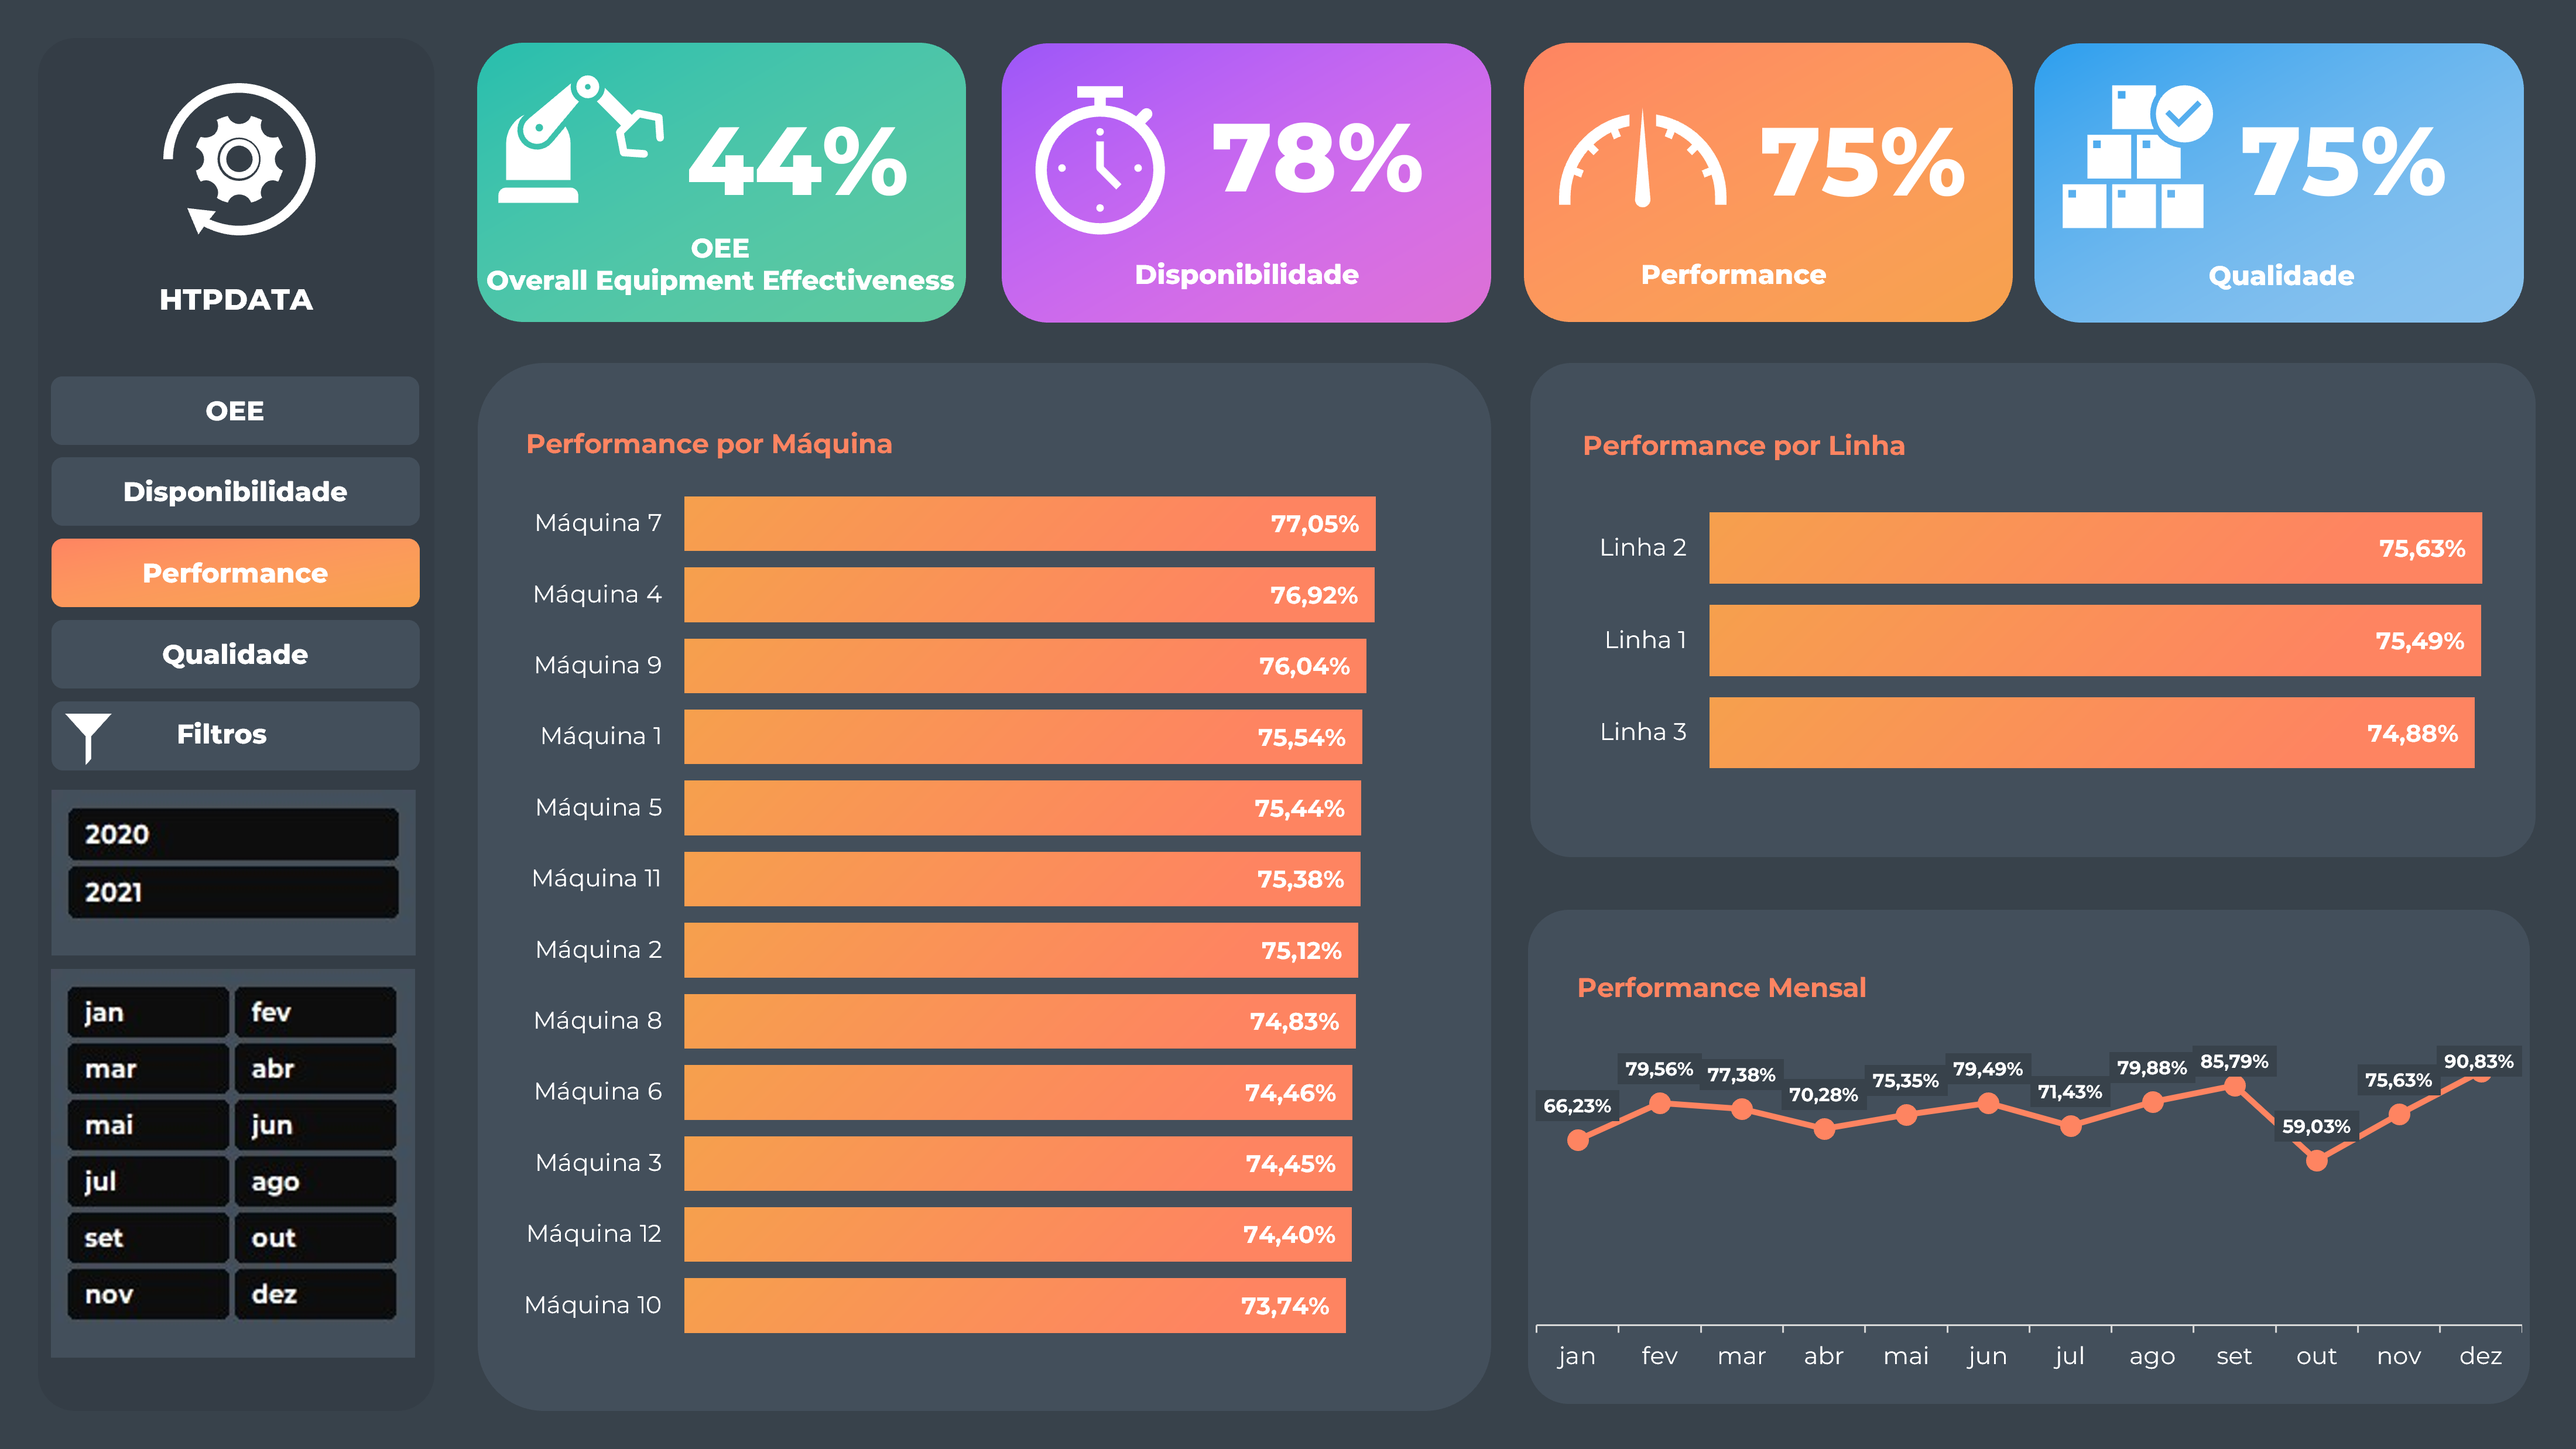 HTPDATA
OEE
Disponibilidade
Performance
Qualidade
Filtros
2020
2021
jan fev
mar abr
mai jun
jul ago
set out
nov dez
44%
OEE
Overall Equipment Effectiveness
78%
Disponibilidade
75%
Performance
75%
Qualidade
Performance por Máquina
Máquina 7 77,05%
Máquina 4 76,92%
Máquina 9 76,04%
Máquina 1 75,54%
Máquina 5 75,44%
Máquina 11 75,38%
Máquina 2 75,12%
Máquina 8 74,83%
Máquina 6 74,46%
Máquina 3 74,45%
Máquina 12 74,40%
Máquina 10 73,74%
Performance por Linha
Linha 2 75,63%
Linha 1 75,49%
Linha 3 74,88%
Performance Mensal
66,23% 79,56% 77,38% 70,28% 75,35% 79,49% 71,43% 79,88% 85,79% 59,03% 75,63% 90,83%
jan fev mar abr mai jun jul ago set out nov dez